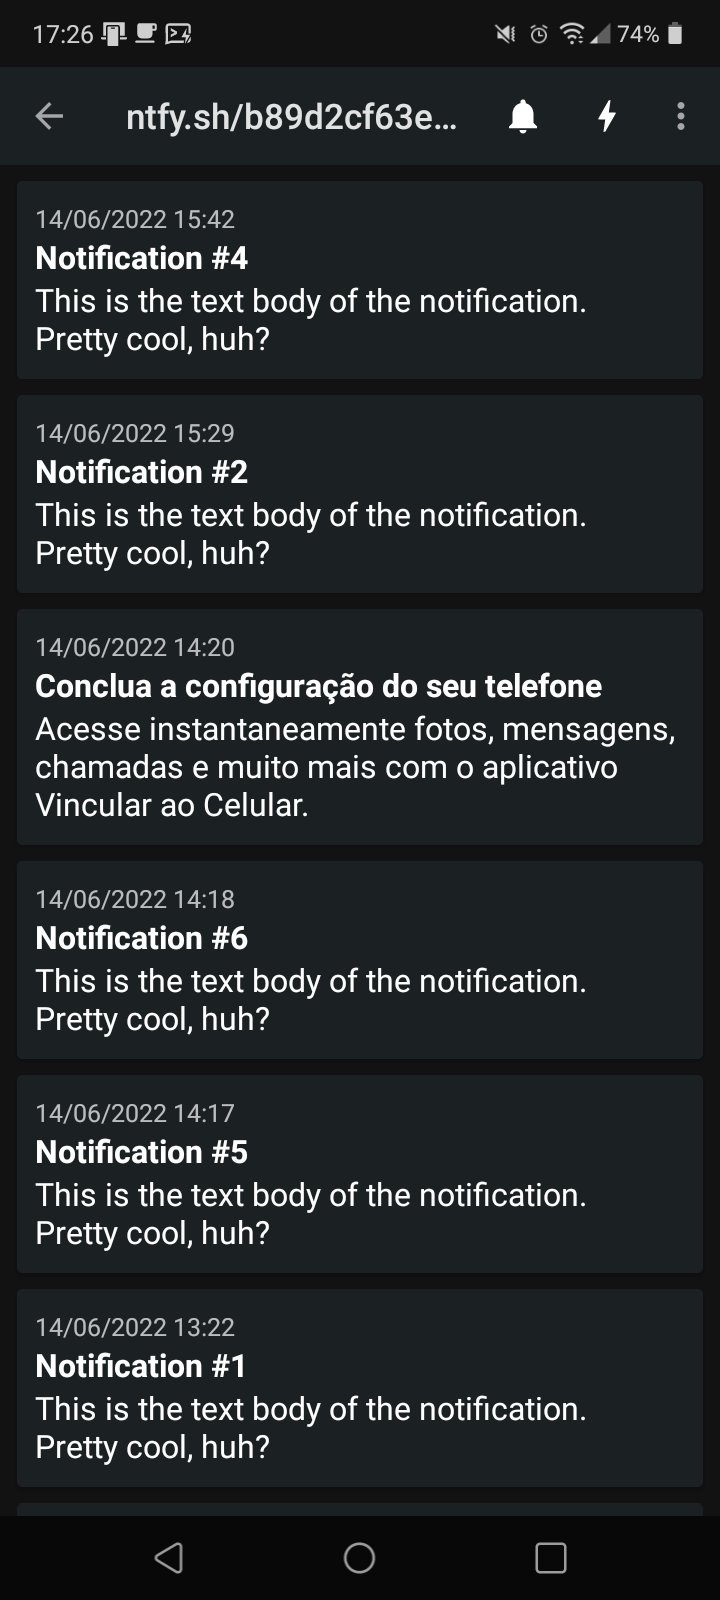 17:26
74%
ntfy.sh/b89d2cf63e...
14/06/2022 15:42
Notification #4
This is the text body of the notification.
Pretty cool, huh?
14/06/2022 15:29
Notification #2
This is the text body of the notification.
Pretty cool, huh?
14/06/2022 14:20
Conclua a configuração do seu telefone
Acesse instantaneamente fotos, mensagens,
chamadas e muito mais com o aplicativo
Vincular ao Celular.
14/06/2022 14:18
Notification #6
This is the text body of the notification.
Pretty cool, huh?
14/06/2022 14:17
Notification #5
This is the text body of the notification.
Pretty cool, huh?
14/06/2022 13:22
Notification #1
This is the text body of the notification.
Pretty cool, huh?